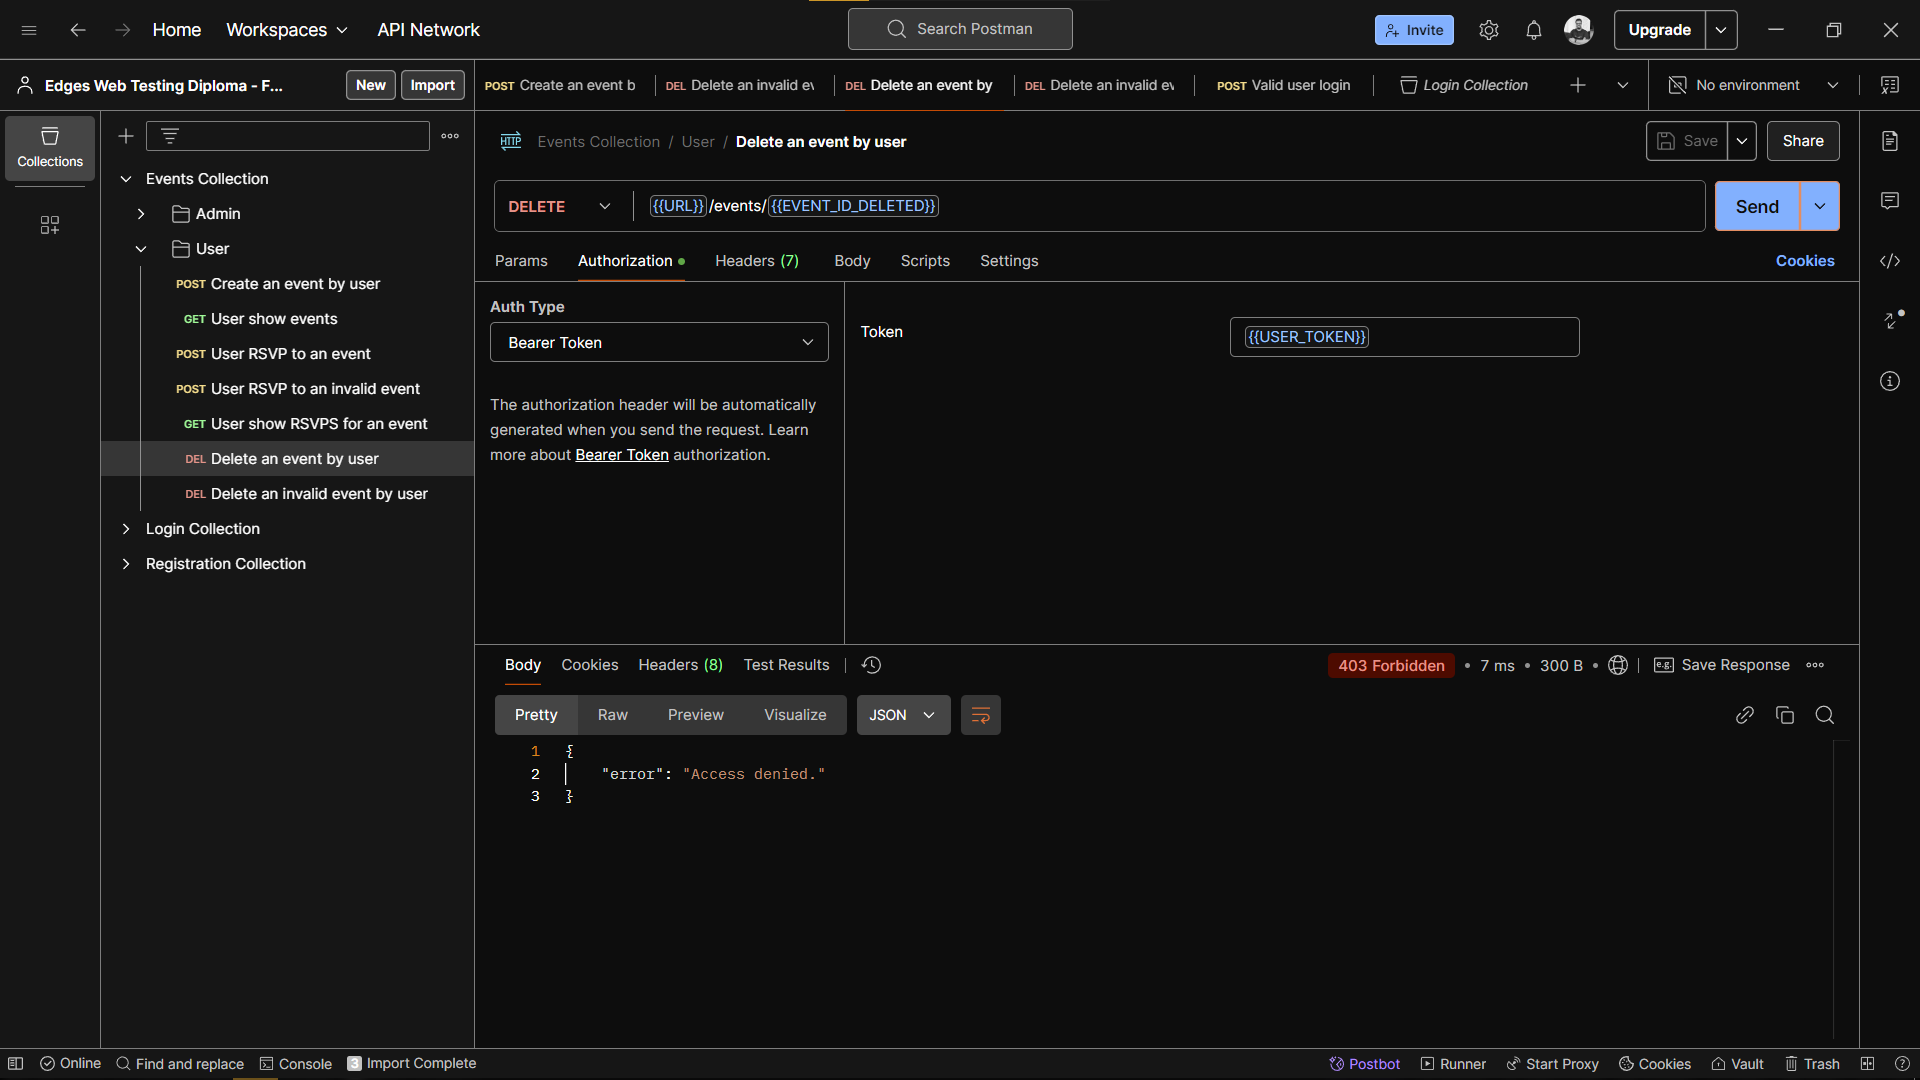 Home
Workspaces
API Network
Search Postman
Invite
Upgrade
Edges Web Testing Diploma - F...
New
Import
POST Create an event b
DEL Delete an invalid ev
DEL Delete an event by
DEL Delete an invalid ev
POST Valid user login
Login Collection
No environment
Collections
Events Collection
Admin
User
POST Create an event by user
GET User show events
POST User RSVP to an event
POST User RSVP to an invalid event
GET User show RSVPS for an event
DEL Delete an event by user
DEL Delete an invalid event by user
Login Collection
Registration Collection
HTTP Events Collection / User / Delete an event by user
Save
Share
DELETE
{{URL}}/events/{{EVENT_ID_DELETED}}
Send
Params
Authorization
Headers (7)
Body
Scripts
Settings
Cookies
Auth Type
Bearer Token
The authorization header will be automatically
generated when you send the request. Learn
more about Bearer Token authorization.
Token
{{USER_TOKEN}}
Body
Cookies
Headers (8)
Test Results
403 Forbidden • 7 ms • 300 B •
e.g. Save Response
Pretty
Raw
Preview
Visualize
JSON
1 {
2 "error": "Access denied."
3 }
Online
Find and replace
Console
3 Import Complete
Postbot
Runner
Start Proxy
Cookies
Vault
Trash